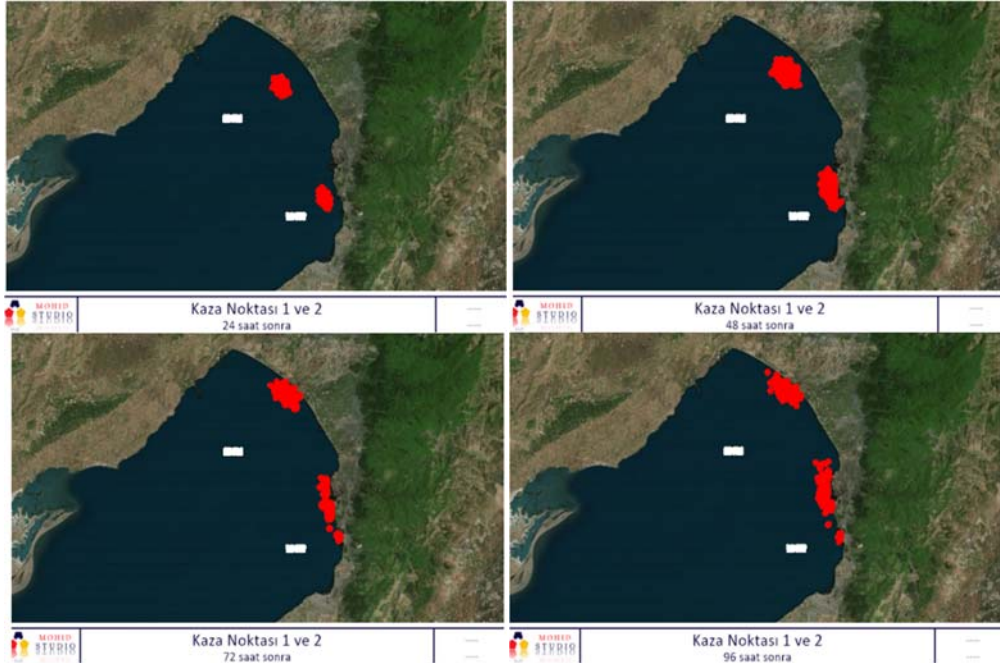 MOHID
STUDIO
Kaza Noktası 1 ve 2
24 saat sonra
MOHID
STUDIO
Kaza Noktası 1 ve 2
48 saat sonra
MOHID
STUDIO
Kaza Noktası 1 ve 2
72 saat sonra
MOHID
STUDIO
Kaza Noktası 1 ve 2
96 saat sonra